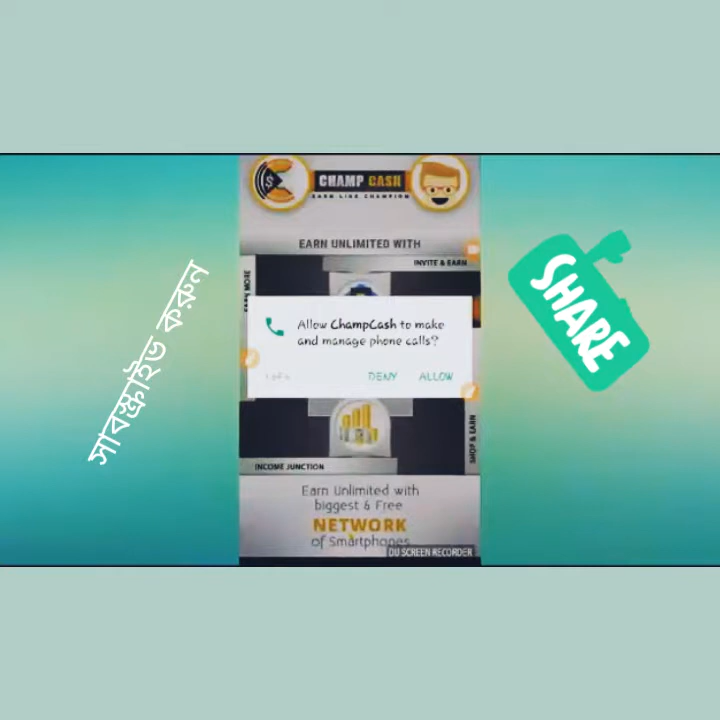 CHAMP CASH
EARN LIKE CHAMPION
EARN UNLIMITED WITH
INVITE & EARN
Allow ChampCash to make
and manage phone calls?
DENY ALLOW
SHOP & EARN
INCOME JUNCTION
Earn Unlimited with
biggest & Free
NETWORK
of Smartphones
DU SCREEN RECORDER
সাবস্ক্রাইভ করুন
SHARE